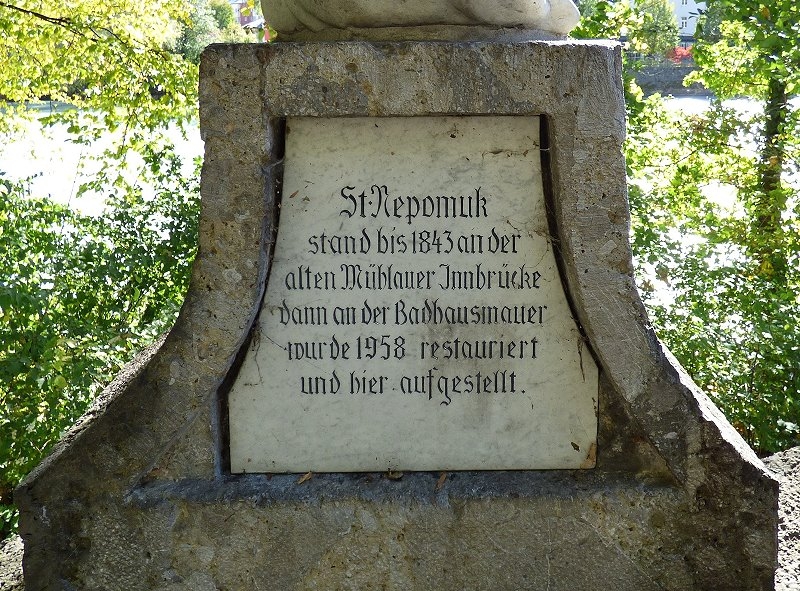 St. Nepomuk
stand bis 1843 an der
alten Mühlauer Innbrücke
dann an der Badhausmauer
wurde 1958 restauriert
und hier aufgestellt.